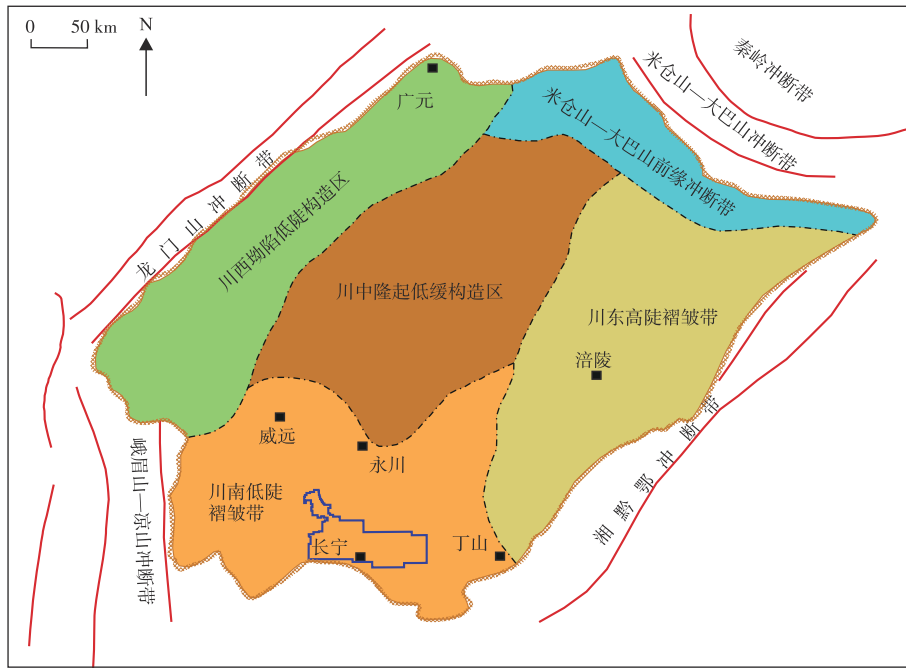 0 50 km
N
广元
秦岭冲断带
米仓山—大巴山冲断带
米仓山—大巴山前缘冲断带
龙门山冲断带
川西坳陷低陡构造区
川中隆起低缓构造区
川东高陡褶皱带
涪陵
威远
永川
湘黔鄂冲断带
峨眉山—凉山冲断带
川南低陡
褶皱带
长宁
丁山